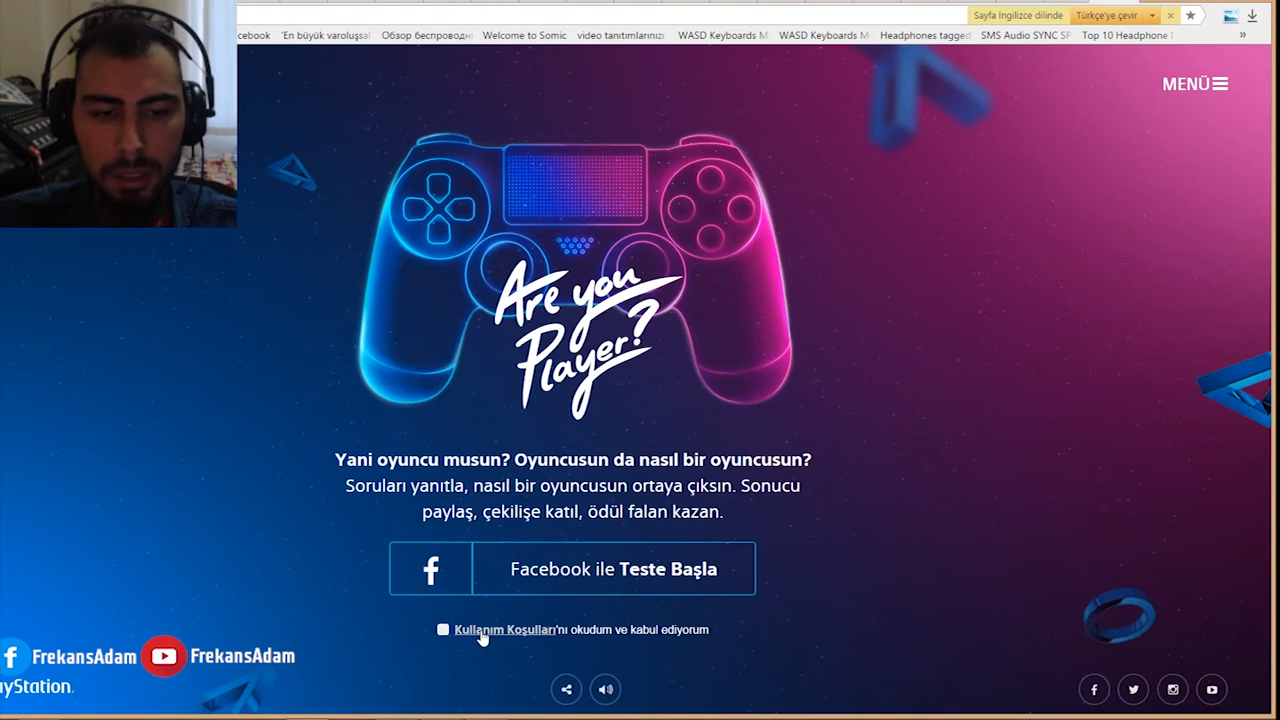 Sayfa İngilizce dilinde Türkçe'ye çevir
cebook 'En büyük varoluşsal Обзор беспроводн Welcome to Somic video tanıtımlarınızı WASD Keyboards M WASD Keyboards M Headphones tagged SMS Audio SYNC SP Top 10 Headphone
MENÜ
Are you
Player?
Yani oyuncu musun? Oyuncusun da nasıl bir oyuncusun?
Soruları yanıtla, nasıl bir oyuncusun ortaya çıksın. Sonucu
paylaş, çekilişe katıl, ödül falan kazan.
Facebook ile Teste Başla
Kullanım Koşulları'nı okudum ve kabul ediyorum
FrekansAdam FrekansAdam
ayStation.